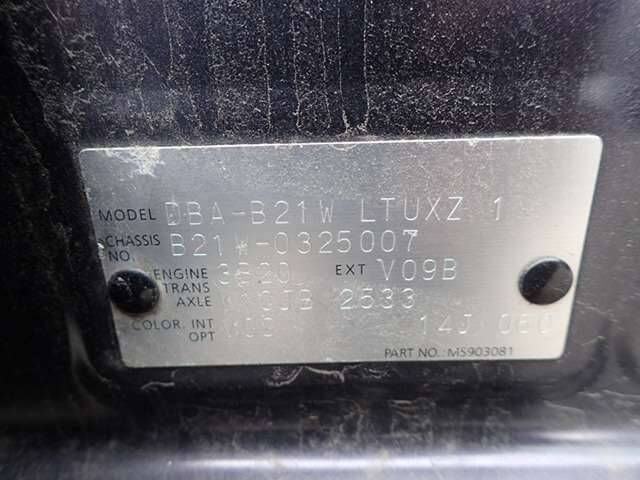 MODEL DBA-B21W LTUXZ 1
CHASSIS NO. B21W-0325007
ENGINE 3B20 EXT V09B
TRANS AXLE 2533
COLOR. INT OPT 14J
PART NO.: MS903081